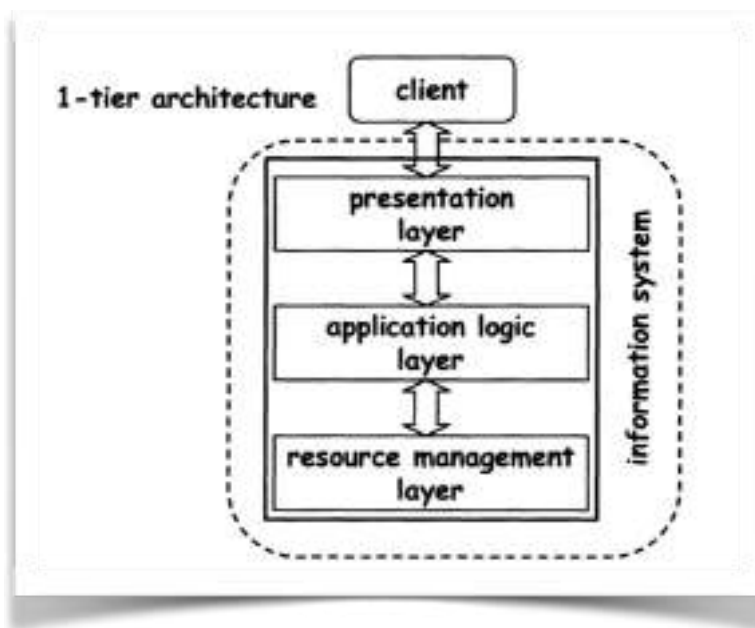 1-tier architecture
client
presentation
layer
application logic
layer
resource management
layer
information system